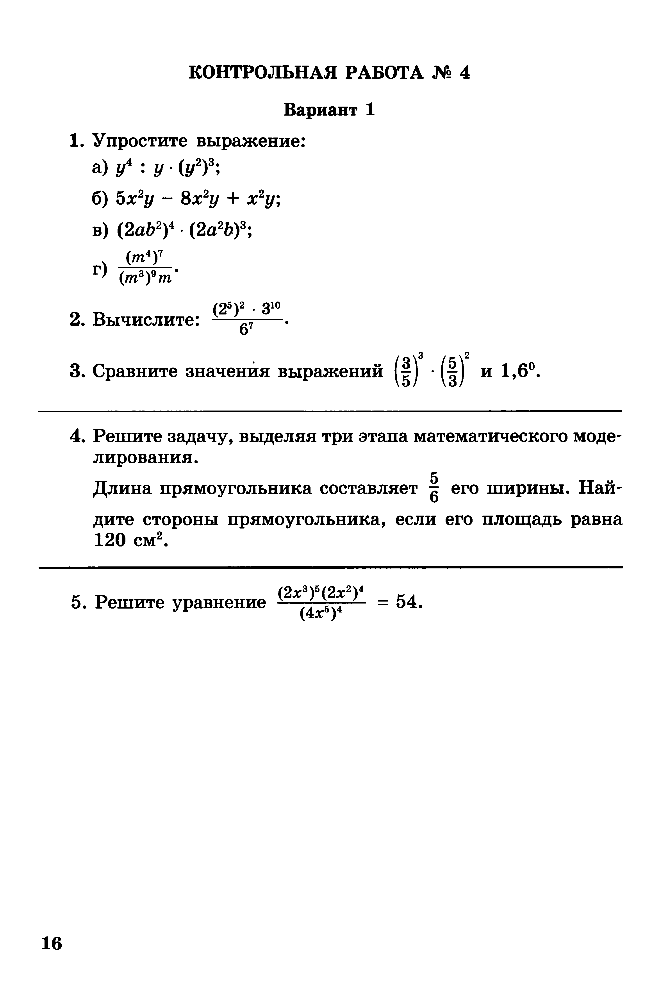 КОНТРОЛЬНАЯ РАБОТА № 4
Вариант 1
1. Упростите выражение:
а) y⁴ : y · (y²)³;
б) 5x²y − 8x²y + x²y;
в) (2ab²)⁴ · (2a²b)³;
г) (m⁴)⁷ / (m³)⁹m.
2. Вычислите: (2⁵)² · 3¹⁰ / 6⁷.
3. Сравните значения выражений (3/5)³ · (5/3)² и 1,6⁰.
4. Решите задачу, выделяя три этапа математического моде-
лирования.
Длина прямоугольника составляет 5/6 его ширины. Най-
дите стороны прямоугольника, если его площадь равна
120 см².
5. Решите уравнение (2x³)⁵(2x²)⁴ / (4x⁵)⁴ = 54.
16